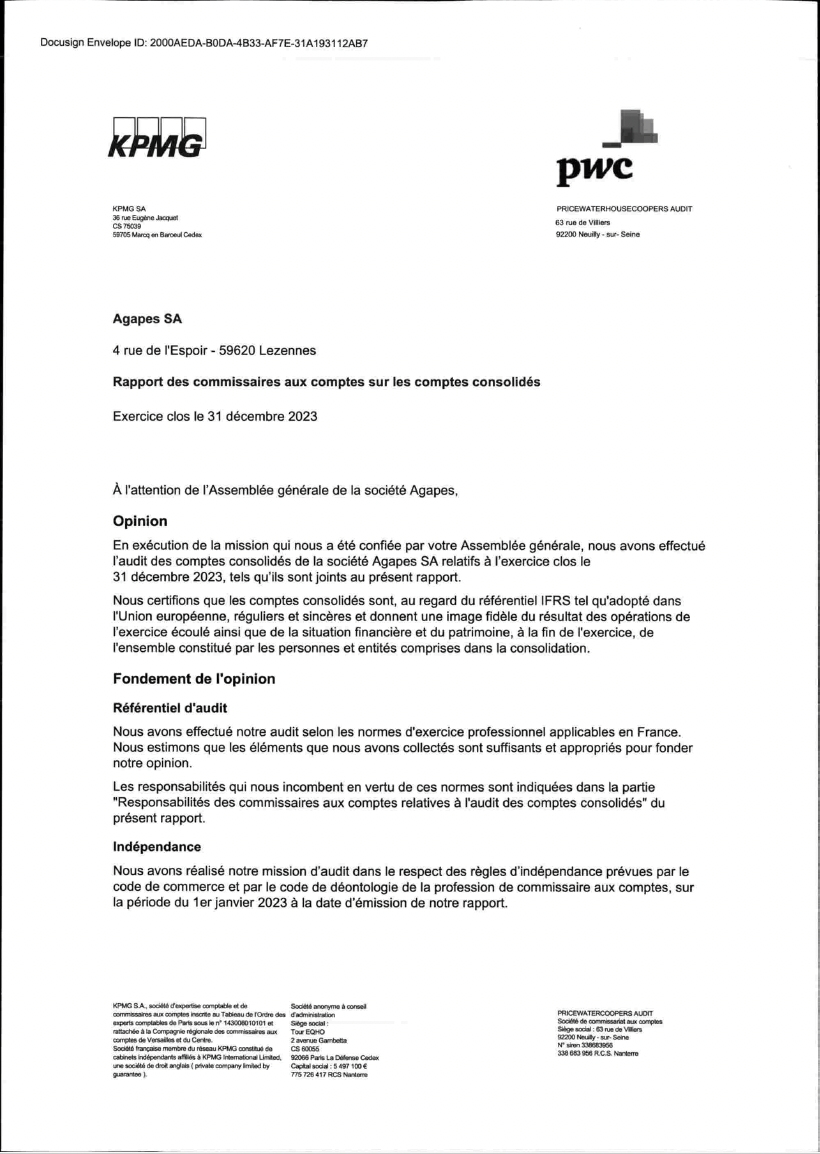 Docusign Envelope ID: 2000AEDA-B0DA-4B33-AF7E-31A193112AB7
KPMG
pwc
KPMG SA
36 rue Eugène Jacquet
CS 75039
59705 Marcq en Baroeul Cedex
PRICEWATERHOUSECOOPERS AUDIT
63 rue de Villiers
92200 Neuilly - sur- Seine
Agapes SA
4 rue de l'Espoir - 59620 Lezennes
Rapport des commissaires aux comptes sur les comptes consolidés
Exercice clos le 31 décembre 2023
À l'attention de l'Assemblée générale de la société Agapes,
Opinion
En exécution de la mission qui nous a été confiée par votre Assemblée générale, nous avons effectué
l'audit des comptes consolidés de la société Agapes SA relatifs à l'exercice clos le
31 décembre 2023, tels qu'ils sont joints au présent rapport.
Nous certifions que les comptes consolidés sont, au regard du référentiel IFRS tel qu'adopté dans
l'Union européenne, réguliers et sincères et donnent une image fidèle du résultat des opérations de
l'exercice écoulé ainsi que de la situation financière et du patrimoine, à la fin de l'exercice, de
l'ensemble constitué par les personnes et entités comprises dans la consolidation.
Fondement de l'opinion
Référentiel d'audit
Nous avons effectué notre audit selon les normes d'exercice professionnel applicables en France.
Nous estimons que les éléments que nous avons collectés sont suffisants et appropriés pour fonder
notre opinion.
Les responsabilités qui nous incombent en vertu de ces normes sont indiquées dans la partie
"Responsabilités des commissaires aux comptes relatives à l'audit des comptes consolidés" du
présent rapport.
Indépendance
Nous avons réalisé notre mission d'audit dans le respect des règles d'indépendance prévues par le
code de commerce et par le code de déontologie de la profession de commissaire aux comptes, sur
la période du 1er janvier 2023 à la date d'émission de notre rapport.
KPMG S.A., société d'expertise comptable et de
commissaires aux comptes inscrite au Tableau de l'Ordre des
experts comptables de Paris sous le n° 143008010101 et
rattachée à la Compagnie régionale des commissaires aux
comptes de Versailles et du Centre.
Société française membre du réseau KPMG constitué de
cabinets indépendants affiliés à KPMG International Limited,
une société de droit anglais ( private company limited by
guarantee ).
Société anonyme à conseil
d'administration
Siège social :
Tour EQHO
2 avenue Gambetta
CS 60055
92066 Paris La Défense Cedex
Capital social : 5 497 100 €
775 726 417 RCS Nanterre
PRICEWATERCOOPERS AUDIT
Société de commissariat aux comptes
Siège social : 63 rue de Villiers
92200 Neuilly - sur- Seine
N° siren 338683956
338 683 956 R.C.S. Nanterre